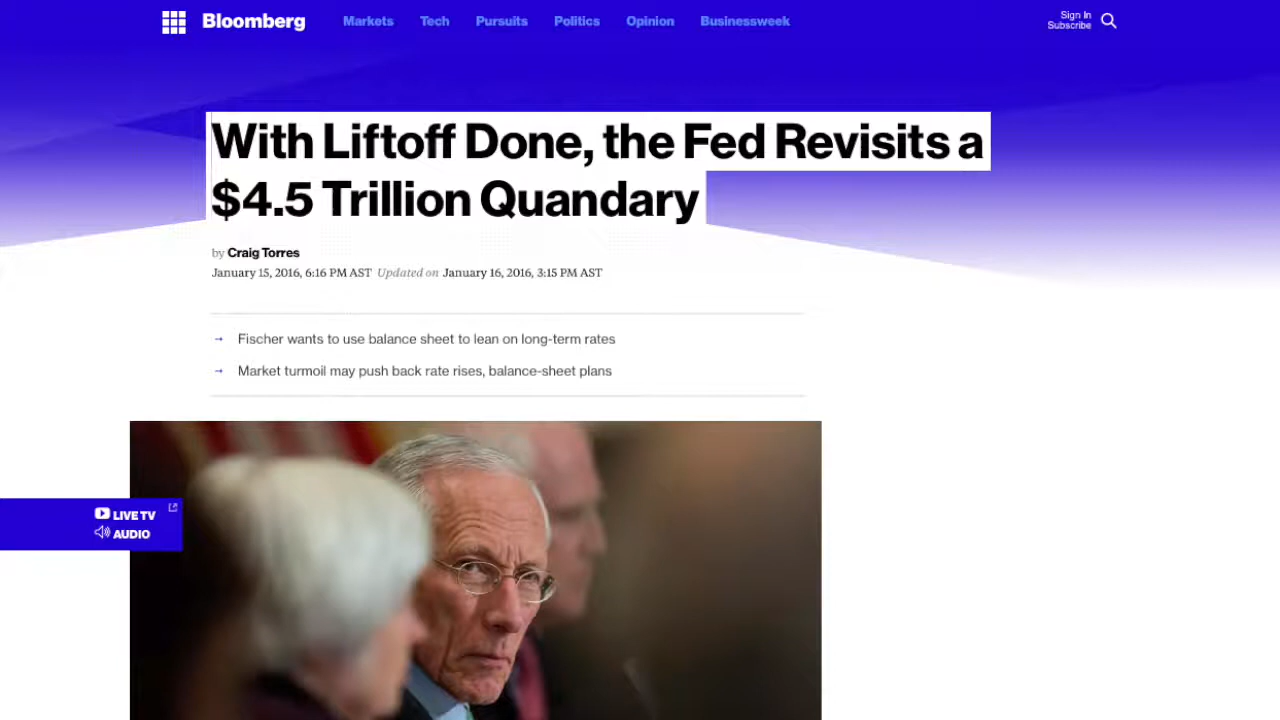 Bloomberg
Markets Tech Pursuits Politics Opinion Businessweek
Sign In
Subscribe
With Liftoff Done, the Fed Revisits a
$4.5 Trillion Quandary
by Craig Torres
January 15, 2016, 6:16 PM AST Updated on January 16, 2016, 3:15 PM AST
→ Fischer wants to use balance sheet to lean on long-term rates
→ Market turmoil may push back rate rises, balance-sheet plans
LIVE TV
AUDIO